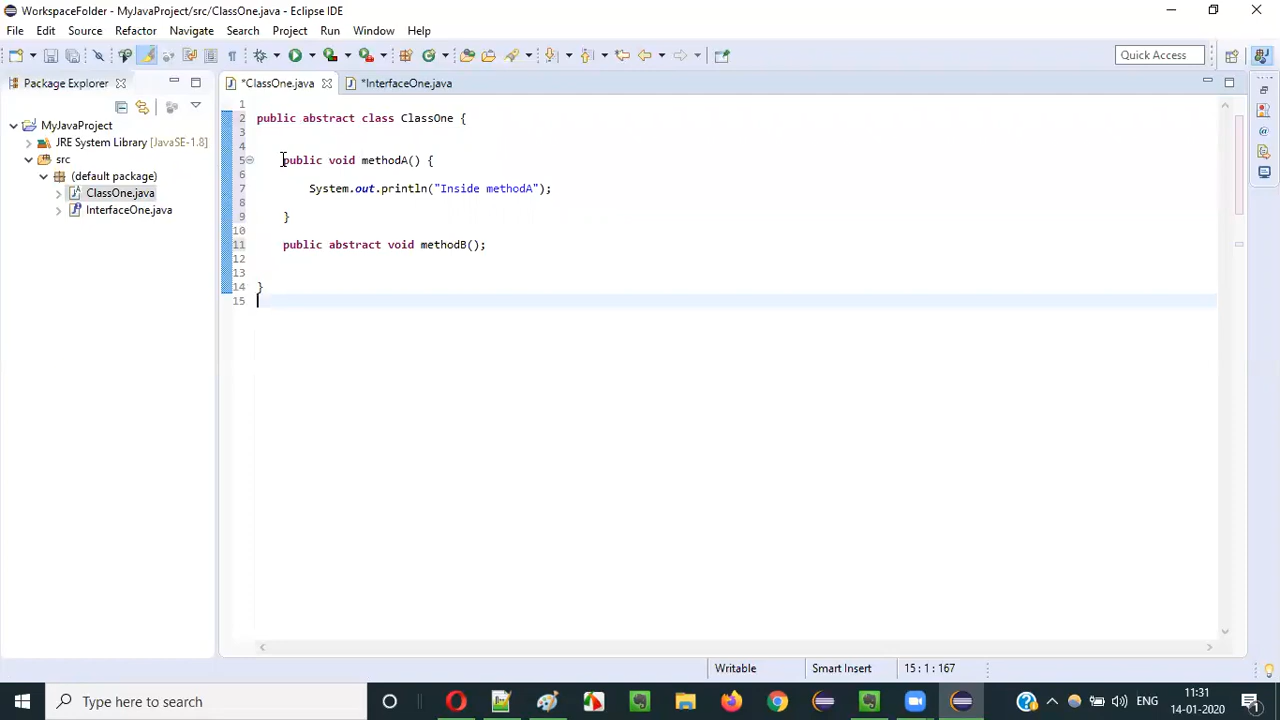 WorkspaceFolder - MyJavaProject/src/ClassOne.java - Eclipse IDE
File Edit Source Refactor Navigate Search Project Run Window Help
Quick Access
Package Explorer
*ClassOne.java
*InterfaceOne.java
MyJavaProject
JRE System Library [JavaSE-1.8]
src
(default package)
ClassOne.java
InterfaceOne.java
1
2 public abstract class ClassOne {
3
4
5 public void methodA() {
6
7 System.out.println("Inside methodA");
8
9 }
10
11 public abstract void methodB();
12
13
14 }
15
Writable Smart Insert 15 : 1 : 167
Type here to search
ENG
11:31
14-01-2020
1